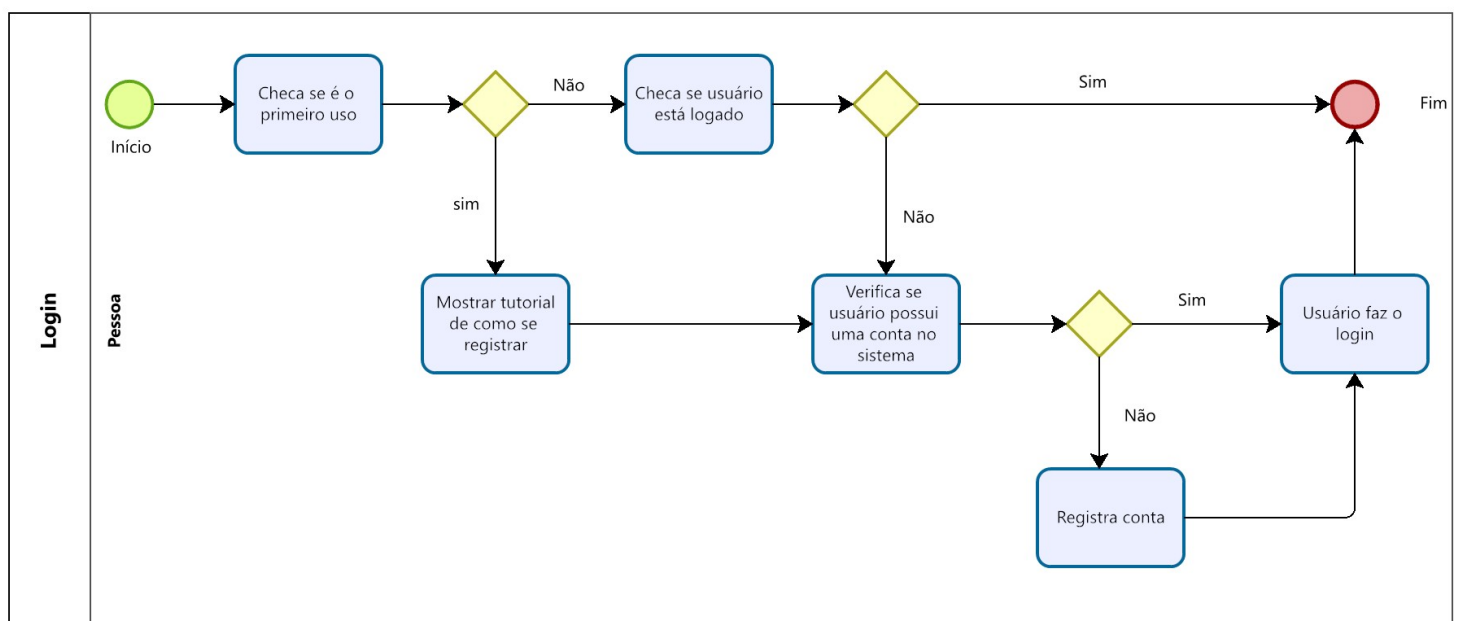 Login
Pessoa
Início
Checa se é o
primeiro uso
Não
sim
Checa se usuário
está logado
Sim
Não
Fim
Mostrar tutorial
de como se
registrar
Verifica se
usuário possui
uma conta no
sistema
Sim
Não
Usuário faz o
login
Registra conta